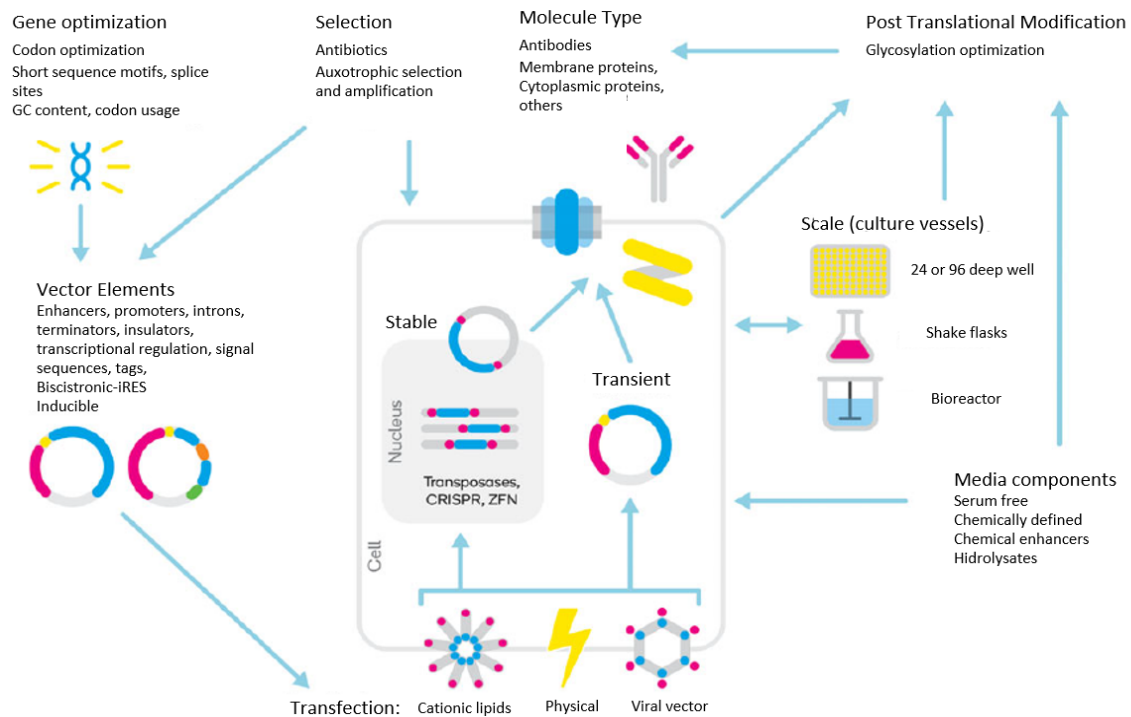 Gene optimization
Codon optimization
Short sequence motifs, splice
sites
GC content, codon usage
Selection
Antibiotics
Auxotrophic selection
and amplification
Molecule Type
Antibodies
Membrane proteins,
Cytoplasmic proteins,
others
Post Translational Modification
Glycosylation optimization
Vector Elements
Enhancers, promoters, introns,
terminators, insulators,
transcriptional regulation, signal
sequences, tags,
Biscistronic-iRES
Inducible
Stable
Nucleus
Transposases,
CRISPR, ZFN
Transient
Cell
Scale (culture vessels)
24 or 96 deep well
Shake flasks
Bioreactor
Media components
Serum free
Chemically defined
Chemical enhancers
Hidrolysates
Transfection:
Cationic lipids
Physical
Viral vector